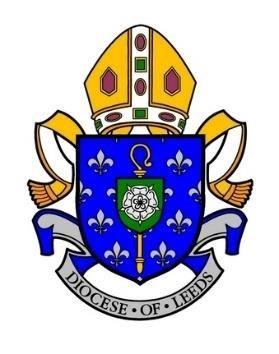 DIOCESE · OF · LEEDS